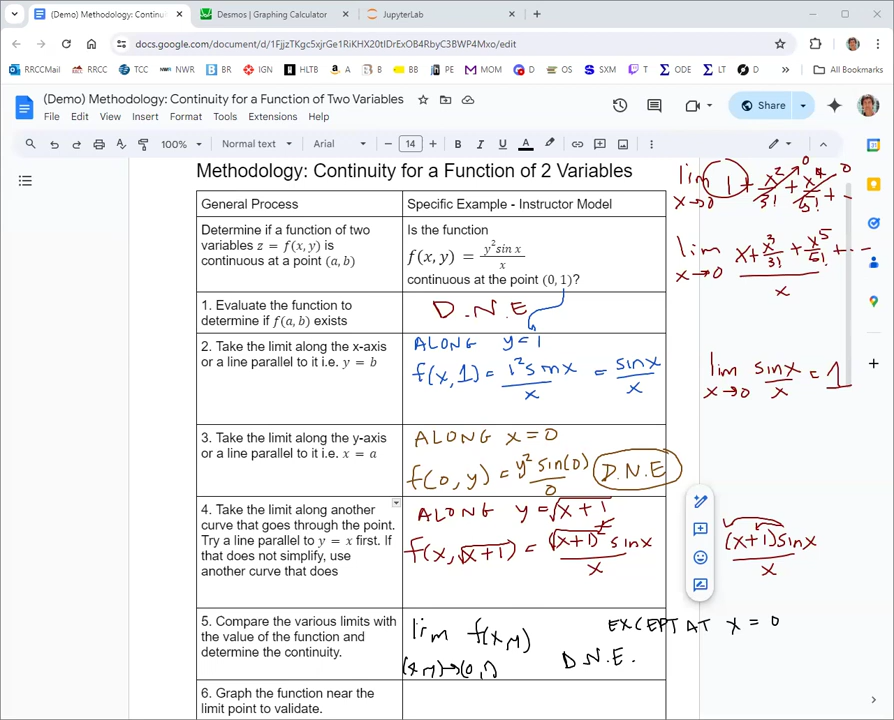 (Demo) Methodology: Continuity
Desmos | Graphing Calculator
JupyterLab
docs.google.com/document/d/1FjjzTKgc5xjrGe1RiKHX20tIDrExOB4RbyC3BWP4Mxo/edit
RRCCMail RRCC TCC NWR BR IGN HLTB A B BB PE MOM D OS SXM T ODE LT D All Bookmarks
(Demo) Methodology: Continuity for a Function of Two Variables
File Edit View Insert Format Tools Extensions Help
Share
100% Normal text Arial 14 B I U A
Methodology: Continuity for a Function of 2 Variables
General Process
Specific Example - Instructor Model
Determine if a function of two
variables z = f(x, y) is
continuous at a point (a, b)
Is the function
f(x, y) = y² sin x / x
continuous at the point (0, 1)?
1. Evaluate the function to
determine if f(a, b) exists
D.N.E
2. Take the limit along the x-axis
or a line parallel to it i.e. y = b
ALONG y=1
f(x,1) = 1² sin x / x = sin x / x
3. Take the limit along the y-axis
or a line parallel to it i.e. x = a
ALONG x=0
f(0,y) = y² sin(0) / 0 D.N.E
4. Take the limit along another
curve that goes through the point.
Try a line parallel to y = x first. If
that does not simplify, use
another curve that does
ALONG y=√x+1
f(x,√x+1) = (√x+1)² sin x / x
(x+1) sin x / x
5. Compare the various limits with
the value of the function and
determine the continuity.
lim f(x,y)
(x,y)→(0,1)
D.N.E.
EXCEPT AT x = 0
6. Graph the function near the
limit point to validate.
lim x→0 1 + x²/3! + x⁴/5! + ...
0 0
lim x→0 x + x³/3! + x⁵/5! + ... / x
lim x→0 sin x / x = 1